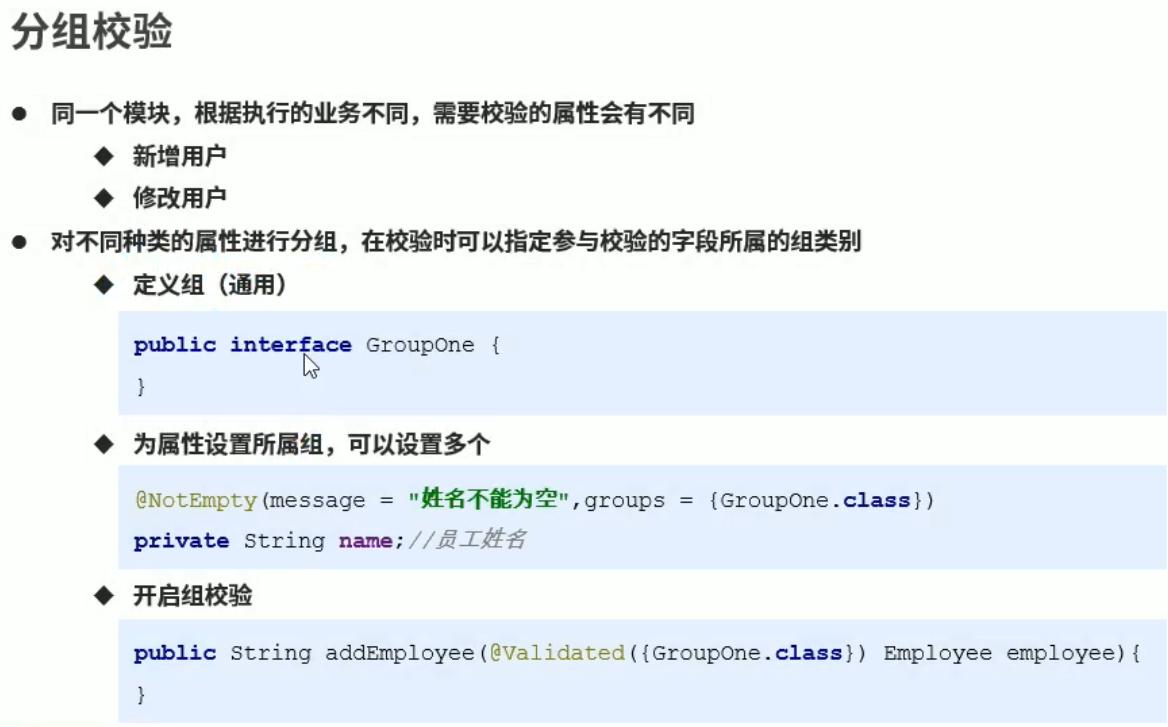 分组校验
同一个模块，根据执行的业务不同，需要校验的属性会有不同
新增用户
修改用户
对不同种类的属性进行分组，在校验时可以指定参与校验的字段所属的组类别
定义组（通用）
public interface GroupOne {
}
为属性设置所属组，可以设置多个
@NotEmpty(message = "姓名不能为空",groups = {GroupOne.class})
private String name;//员工姓名
开启组校验
public String addEmployee(@Validated({GroupOne.class}) Employee employee){
}